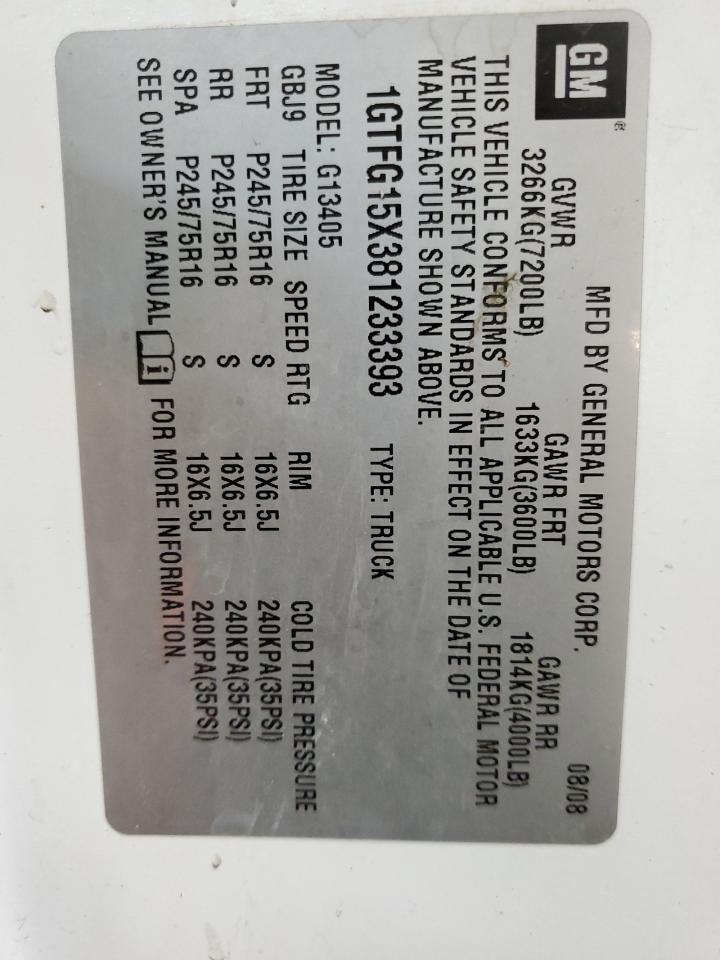 GM ®
MFD BY GENERAL MOTORS CORP. 08/08
GVWR GAWR FRT GAWR RR
3266KG(7200LB) 1633KG(3600LB) 1814KG(4000LB)
THIS VEHICLE CONFORMS TO ALL APPLICABLE U.S. FEDERAL MOTOR
VEHICLE SAFETY STANDARDS IN EFFECT ON THE DATE OF
MANUFACTURE SHOWN ABOVE.
1GTFG15X381233393 TYPE: TRUCK
MODEL: G13405
GBJ9 TIRE SIZE SPEED RTG RIM COLD TIRE PRESSURE
FRT P245/75R16 S 16X6.5J 240KPA(35PSI)
RR P245/75R16 S 16X6.5J 240KPA(35PSI)
SPA P245/75R16 S 16X6.5J 240KPA(35PSI)
SEE OWNER'S MANUAL i FOR MORE INFORMATION.